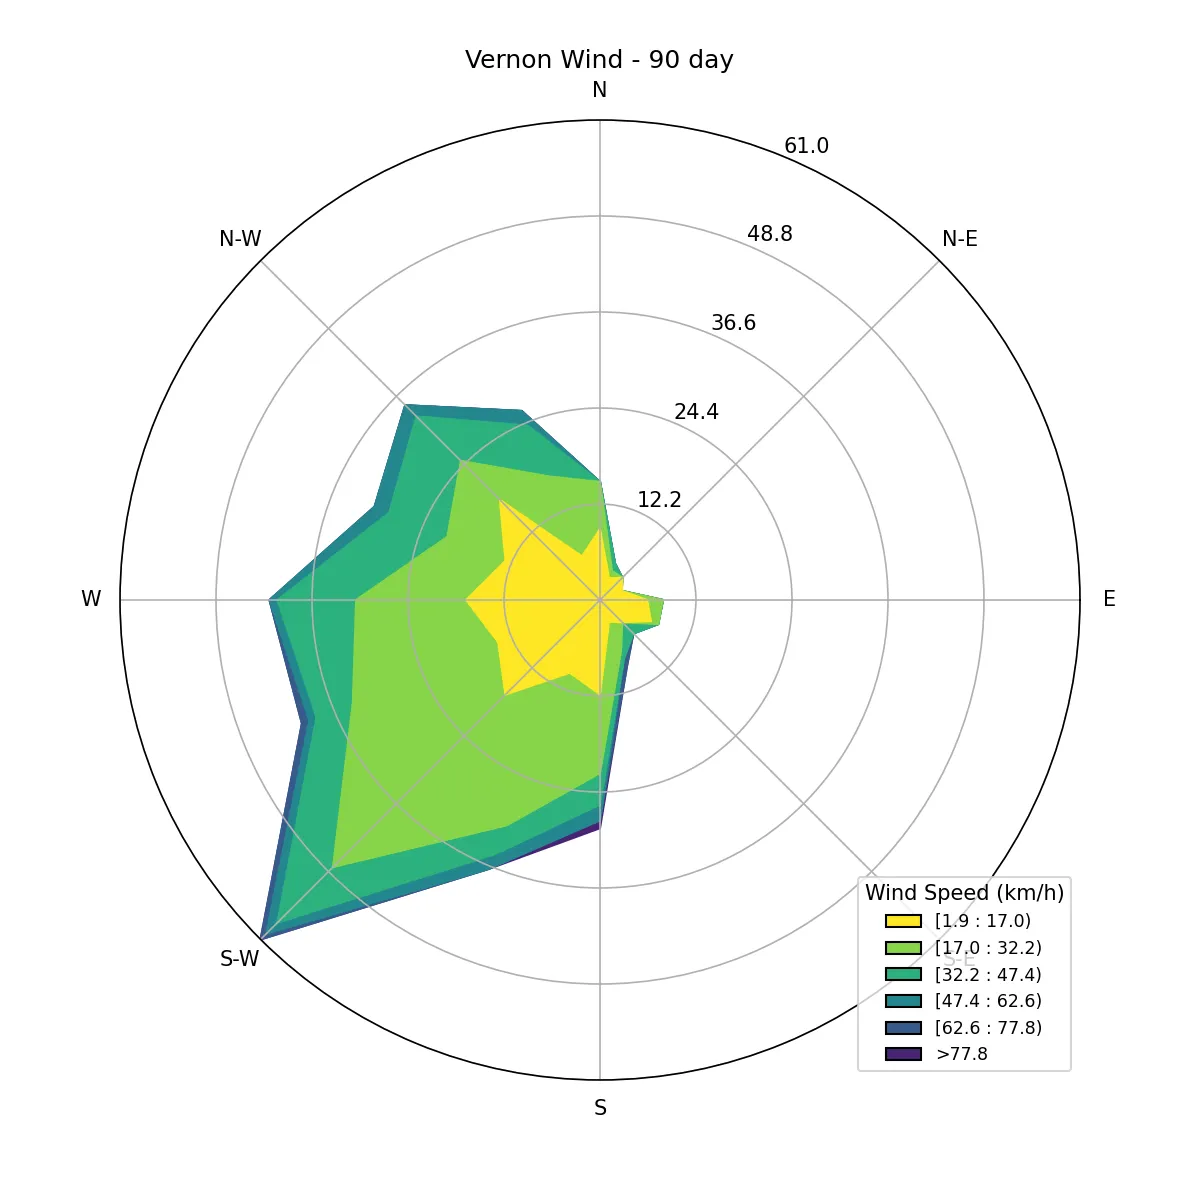 Vernon Wind - 90 day
N
61.0
N-W
48.8
N-E
36.6
24.4
12.2
W
E
S-W
S-E
Wind Speed (km/h)
[1.9 : 17.0)
[17.0 : 32.2)
[32.2 : 47.4)
[47.4 : 62.6)
[62.6 : 77.8)
>77.8
S